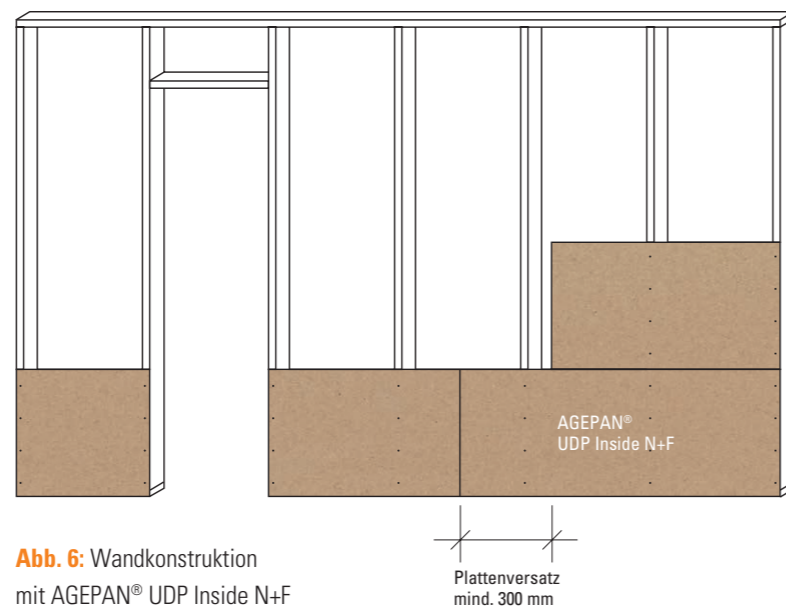 AGEPAN®
UDP Inside N+F
Abb. 6: Wandkonstruktion
mit AGEPAN® UDP Inside N+F
Plattenversatz
mind. 300 mm